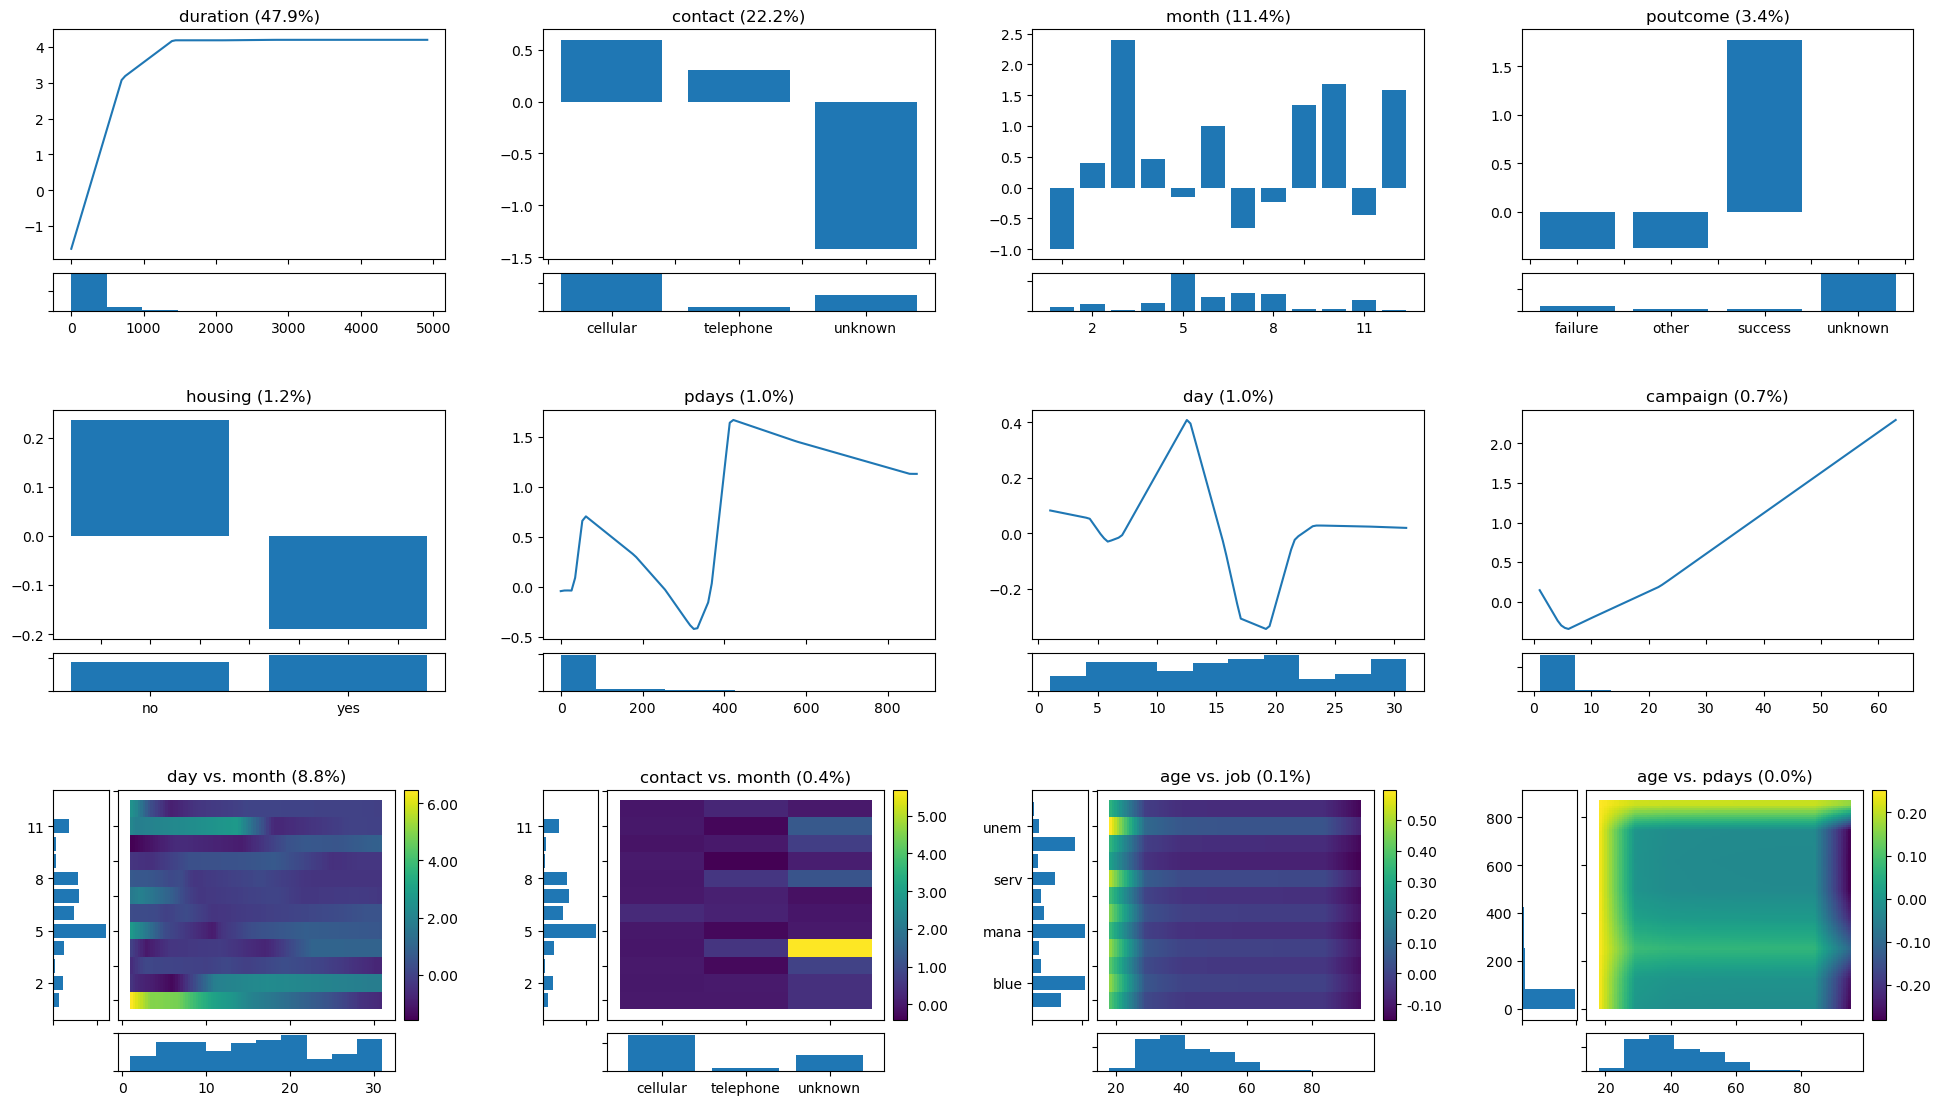 duration (47.9%)
contact (22.2%)
month (11.4%)
poutcome (3.4%)
4
3
2
1
0
−1
0.5
0.0
−0.5
−1.0
−1.5
2.5
2.0
1.5
1.0
0.5
0.0
−0.5
−1.0
1.5
1.0
0.5
0.0
0 1000 2000 3000 4000 5000
cellular telephone unknown
2 5 8 11
failure other success unknown
housing (1.2%)
pdays (1.0%)
day (1.0%)
campaign (0.7%)
0.2
0.1
0.0
−0.1
−0.2
1.5
1.0
0.5
0.0
−0.5
0.4
0.2
0.0
−0.2
2.0
1.5
1.0
0.5
0.0
no yes
0 200 400 600 800
0 5 10 15 20 25 30
0 10 20 30 40 50 60
day vs. month (8.8%)
contact vs. month (0.4%)
age vs. job (0.1%)
age vs. pdays (0.0%)
11
8
5
2
6.00
4.00
2.00
0.00
0 10 20 30
11
8
5
2
5.00
4.00
3.00
2.00
1.00
0.00
cellular telephone unknown
unem
serv
mana
blue
0.50
0.40
0.30
0.20
0.10
0.00
-0.10
20 40 60 80
800
600
400
200
0
0.20
0.10
0.00
-0.10
-0.20
20 40 60 80